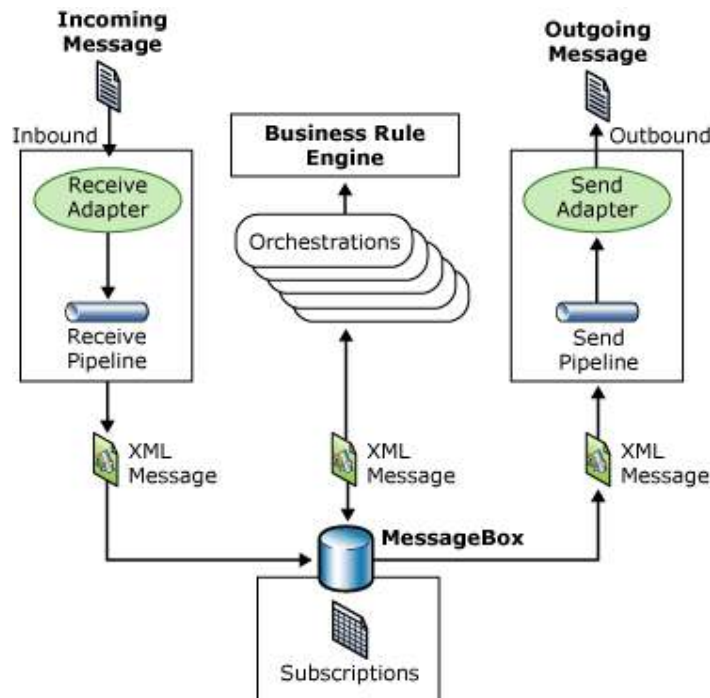 Incoming
Message
Inbound
Receive
Adapter
Receive
Pipeline
XML
Message
Business Rule
Engine
Orchestrations
XML
Message
MessageBox
Subscriptions
Outgoing
Message
Outbound
Send
Adapter
Send
Pipeline
XML
Message